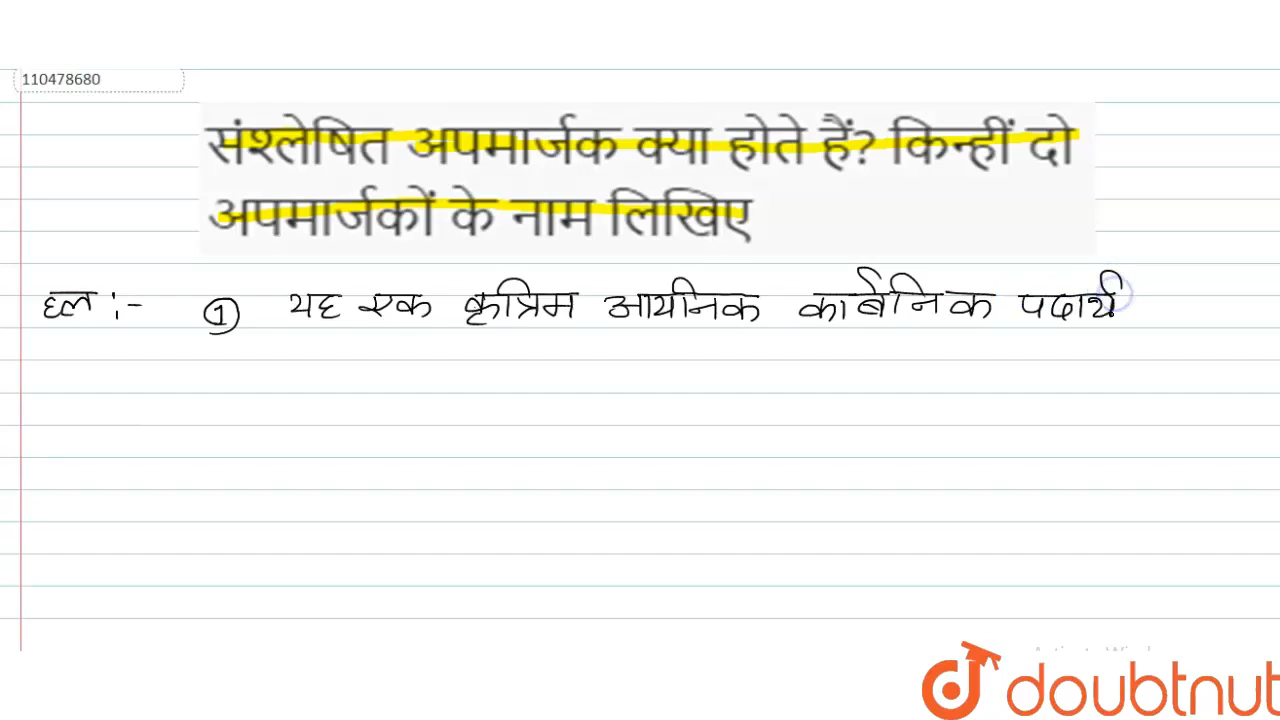 110478680
संश्लेषित अपमार्जक क्या होते हैं? किन्हीं दो
अपमार्जकों के नाम लिखिए
हल :- ① यह एक कृत्रिम आयनिक कार्बनिक पदार्थ
doubtnut